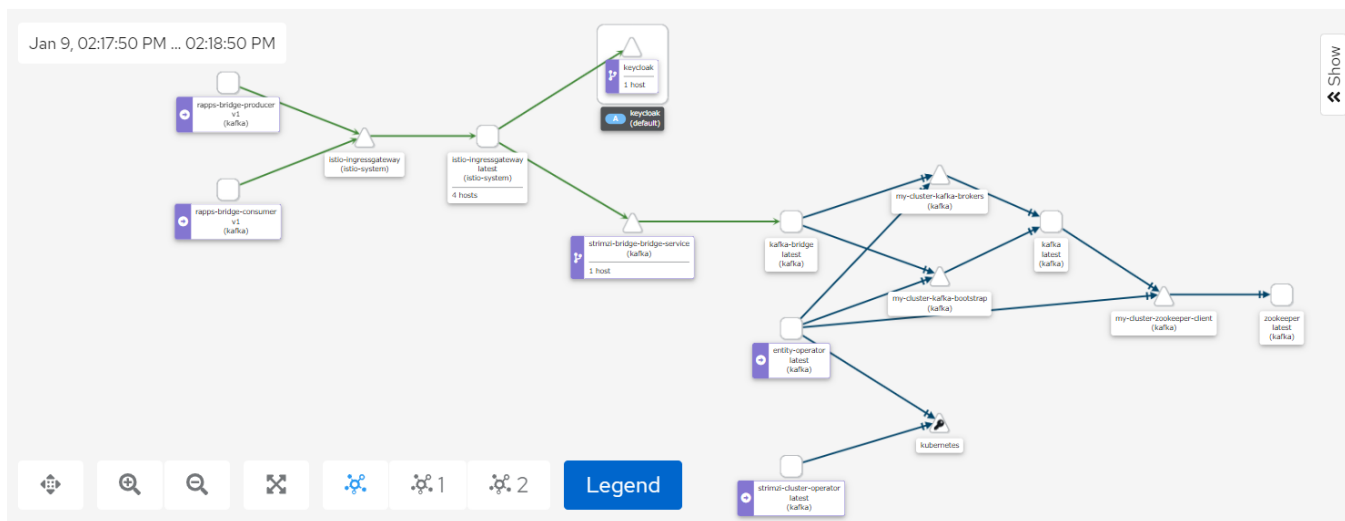 Jan 9, 02:17:50 PM ... 02:18:50 PM
Show
keycloak
1 host
A keycloak
(default)
rapps-bridge-producer
v1
(kafka)
istio-ingressgateway
(istio-system)
istio-ingressgateway
latest
(istio-system)
4 hosts
rapps-bridge-consumer
v1
(kafka)
strimzi-bridge-bridge-service
(kafka)
1 host
kafka-bridge
latest
(kafka)
my-cluster-kafka-brokers
(kafka)
kafka
latest
(kafka)
my-cluster-kafka-bootstrap
(kafka)
my-cluster-zookeeper-client
(kafka)
zookeeper
latest
(kafka)
entity-operator
latest
(kafka)
kubernetes
strimzi-cluster-operator
latest
(kafka)
1
2
Legend